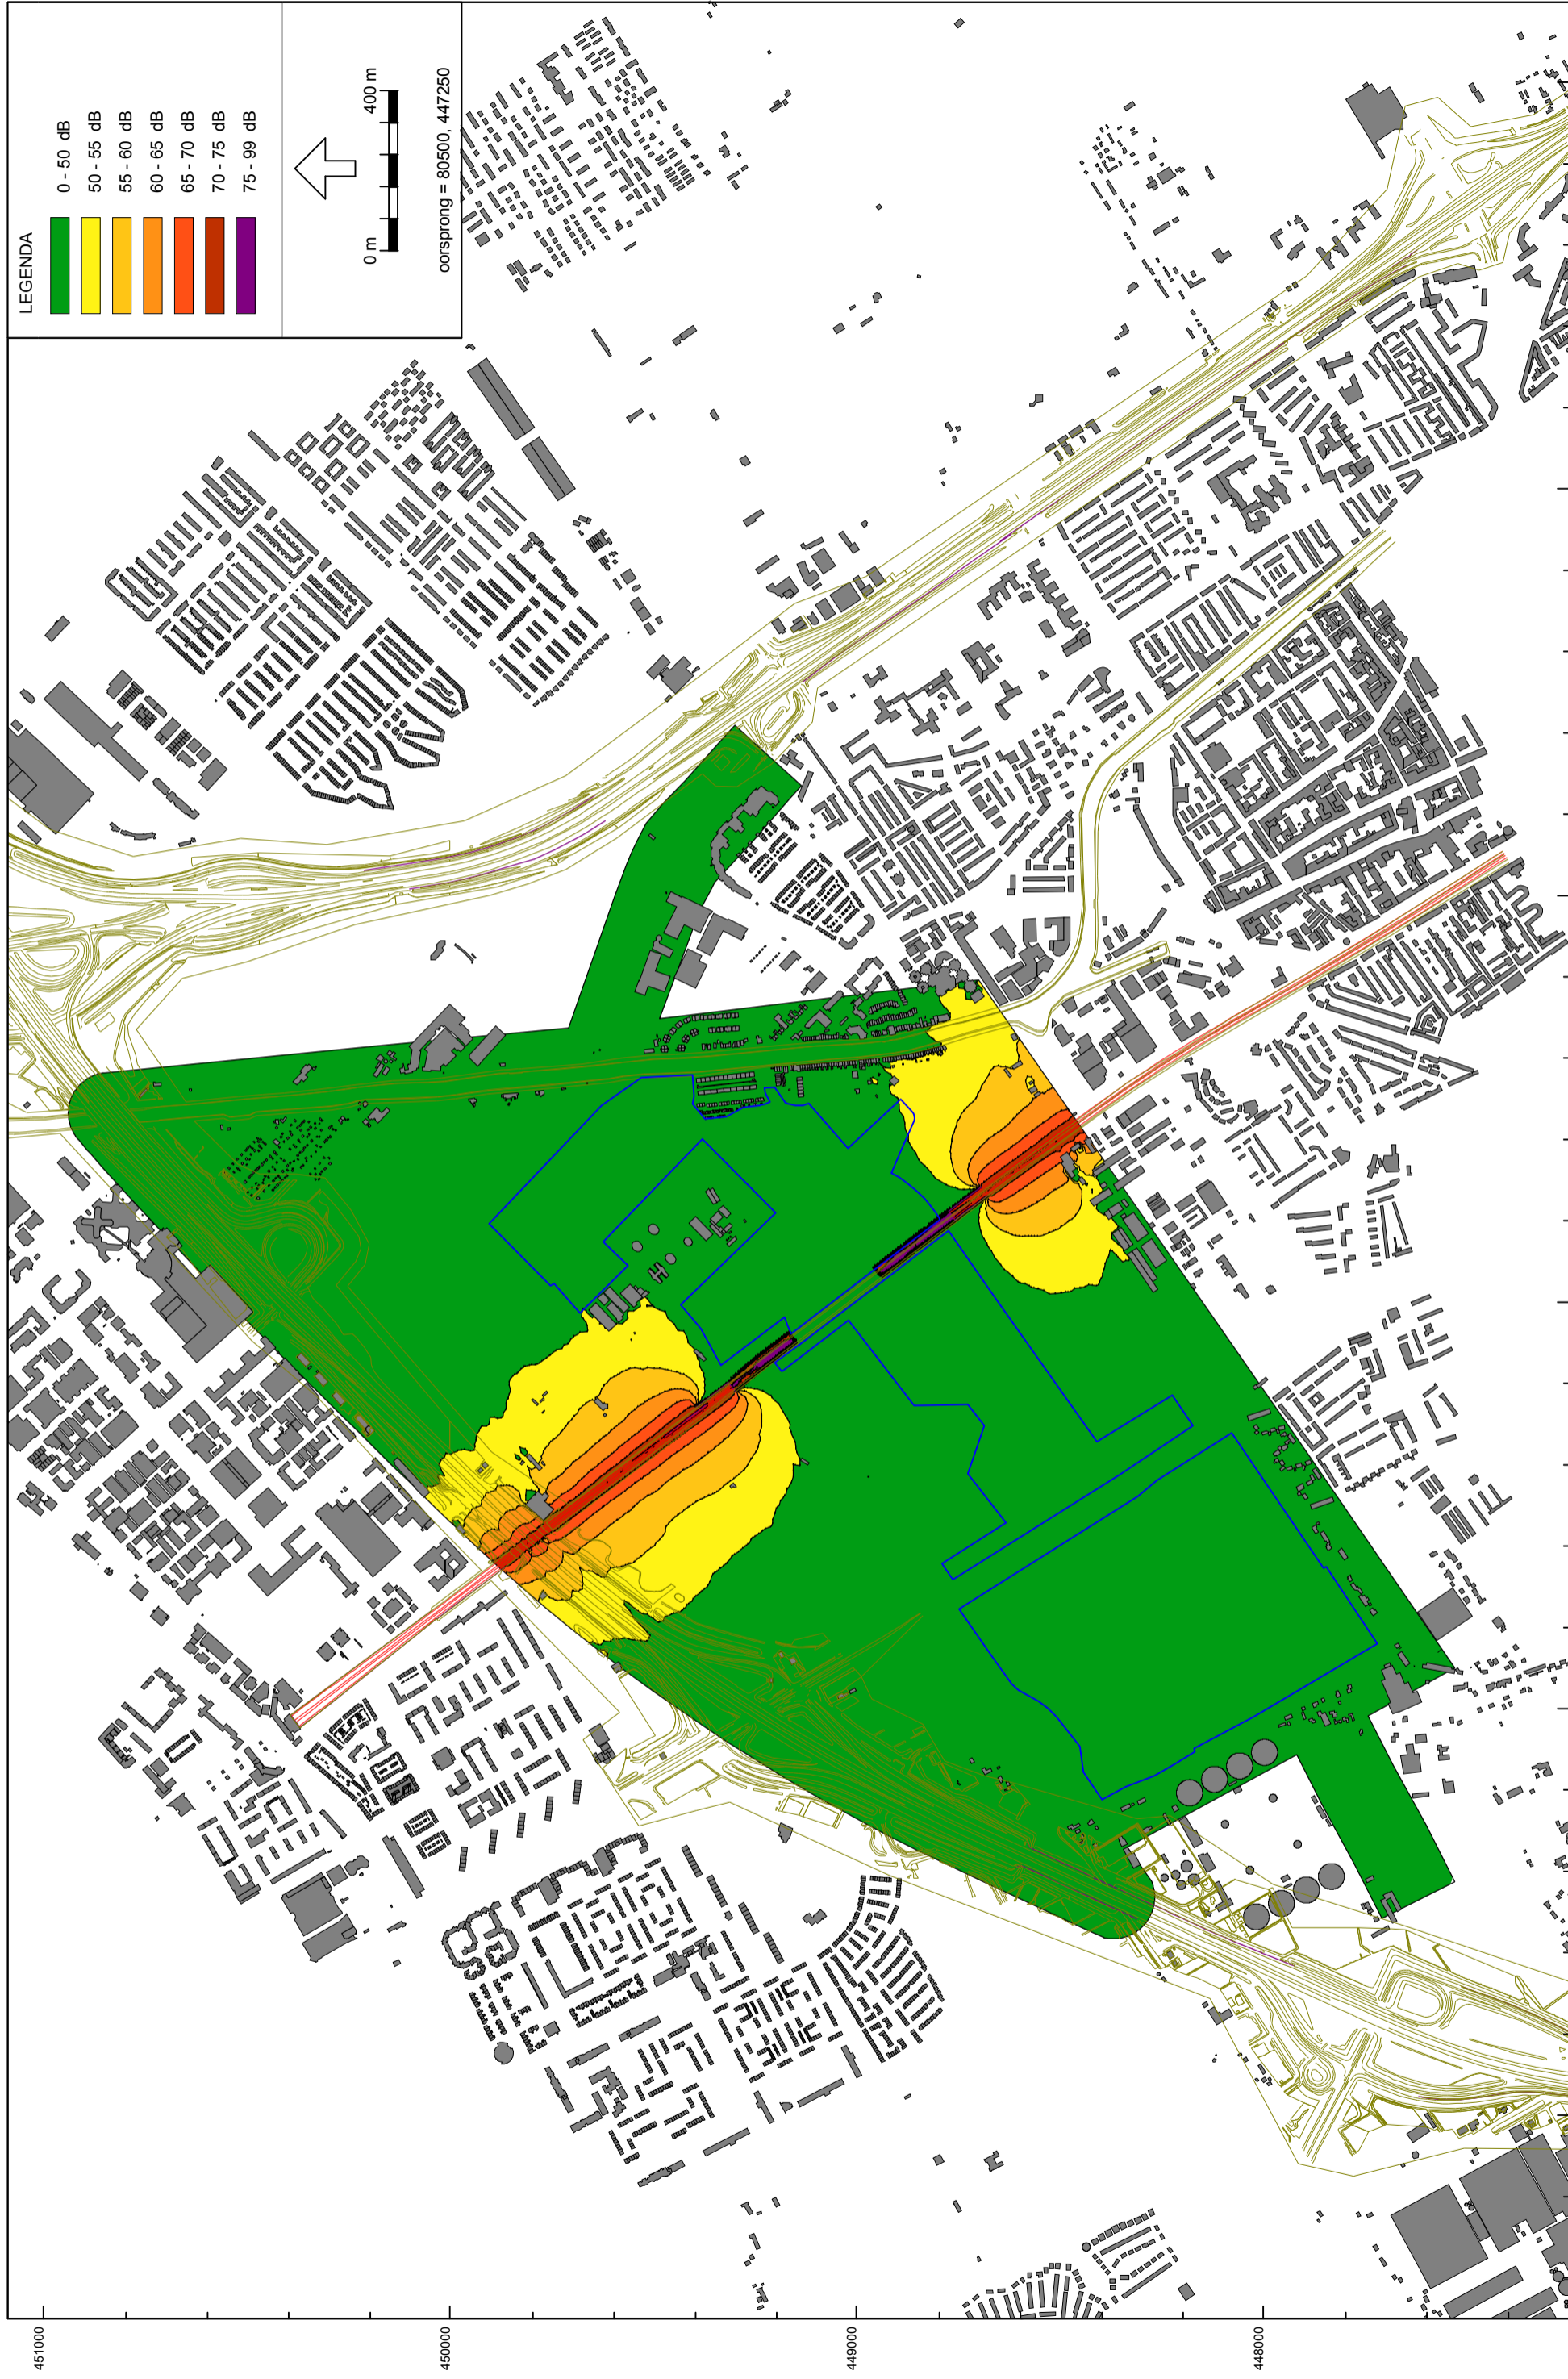 LEGENDA
0 - 50 dB
50 - 55 dB
55 - 60 dB
60 - 65 dB
65 - 70 dB
70 - 75 dB
75 - 99 dB
0 m
400 m
oorsprong = 80500, 447250
451000
450000
449000
448000